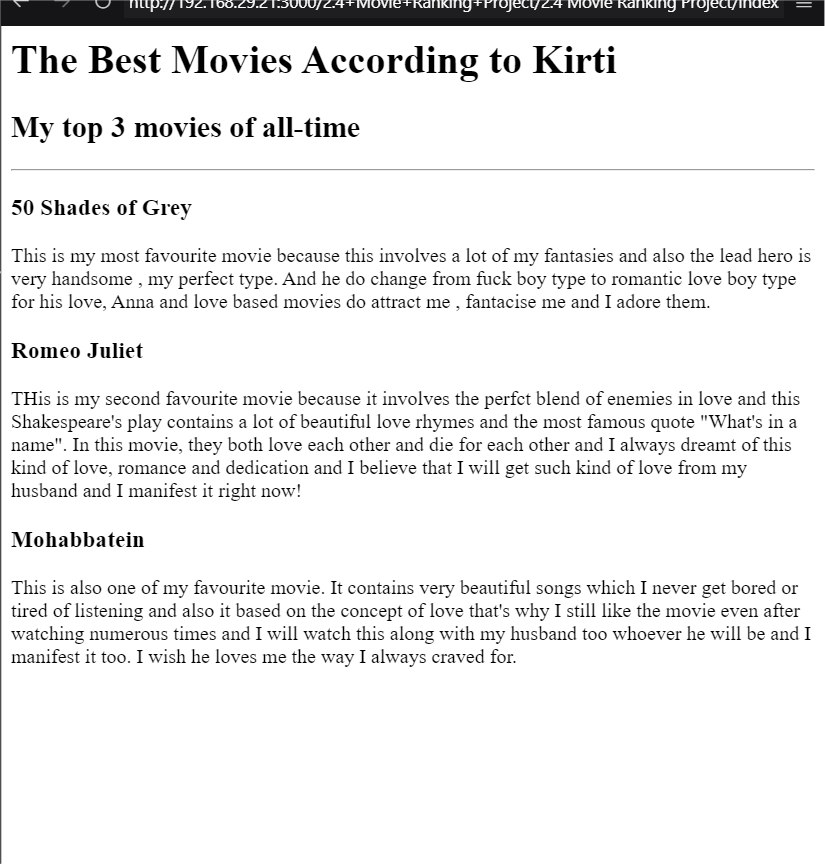 http://192.168.29.21:3000/2.4+Movie+Ranking+Project/2.4 Movie Ranking Project/index
The Best Movies According to Kirti
My top 3 movies of all-time
50 Shades of Grey
This is my most favourite movie because this involves a lot of my fantasies and also the lead hero is
very handsome , my perfect type. And he do change from fuck boy type to romantic love boy type
for his love, Anna and love based movies do attract me , fantacise me and I adore them.
Romeo Juliet
THis is my second favourite movie because it involves the perfct blend of enemies in love and this
Shakespeare's play contains a lot of beautiful love rhymes and the most famous quote "What's in a
name". In this movie, they both love each other and die for each other and I always dreamt of this
kind of love, romance and dedication and I believe that I will get such kind of love from my
husband and I manifest it right now!
Mohabbatein
This is also one of my favourite movie. It contains very beautiful songs which I never get bored or
tired of listening and also it based on the concept of love that's why I still like the movie even after
watching numerous times and I will watch this along with my husband too whoever he will be and I
manifest it too. I wish he loves me the way I always craved for.